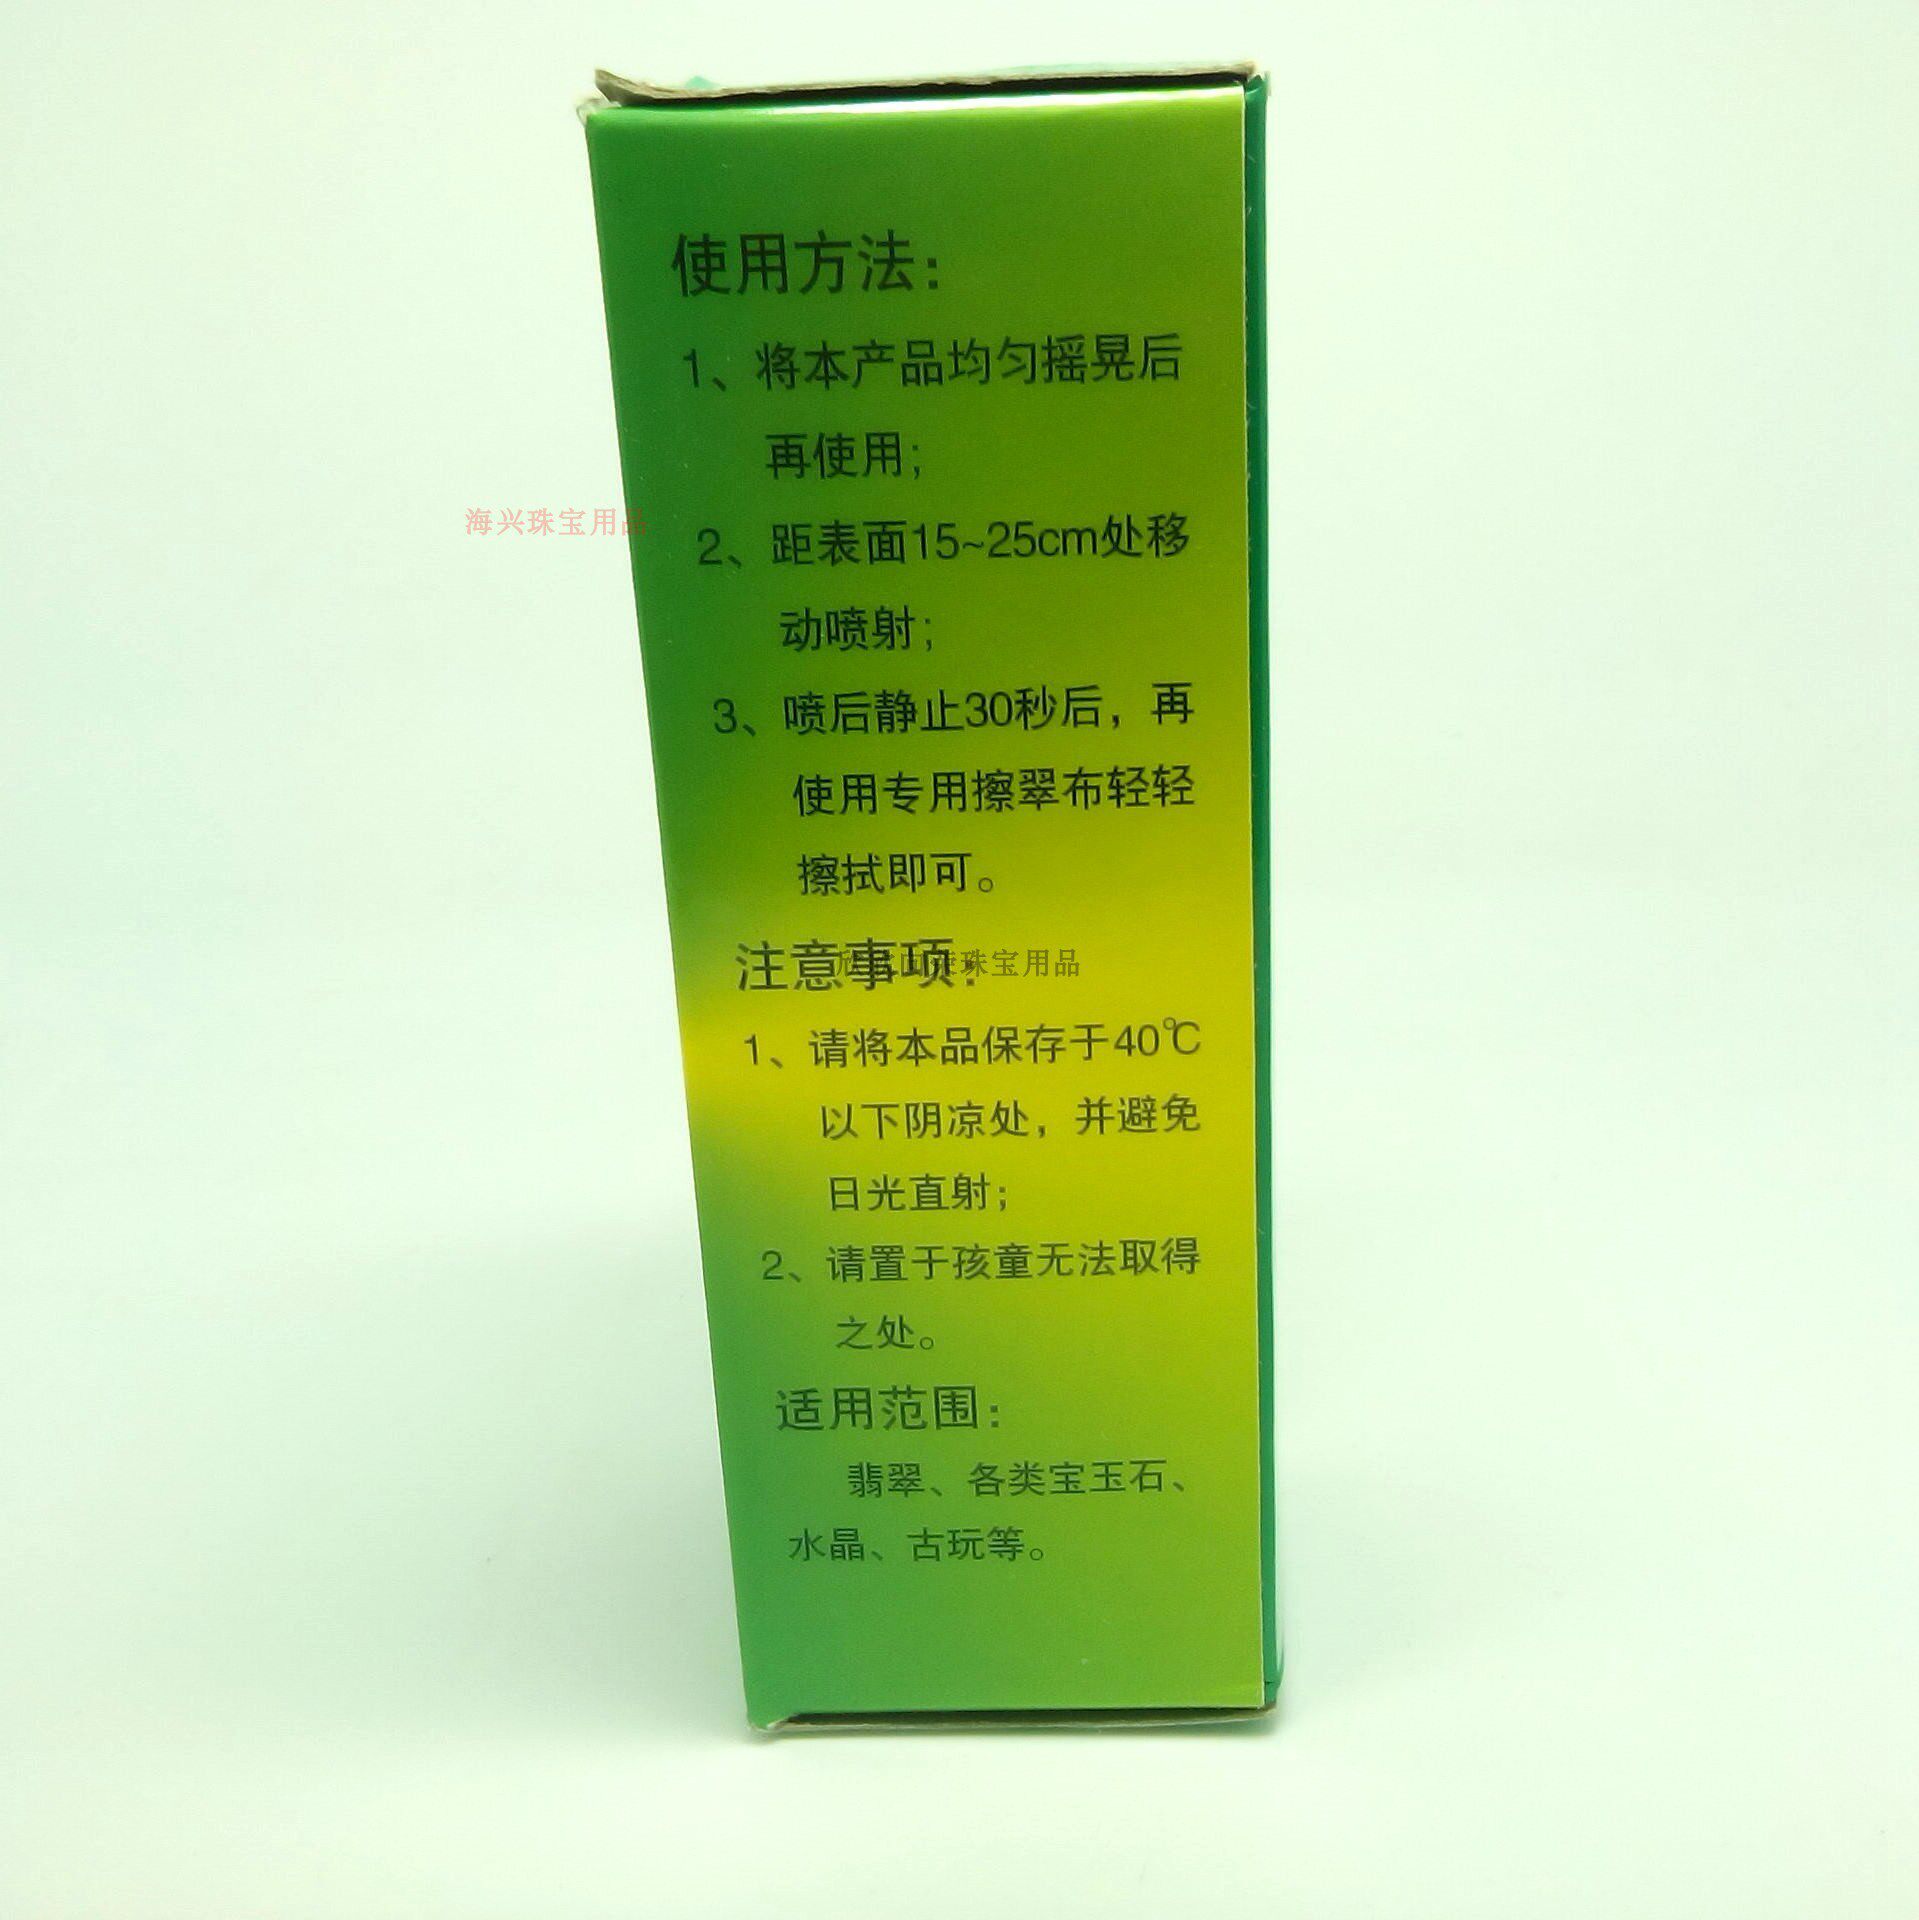 使用方法:
1、将本产品均匀摇晃后
再使用;
海兴珠宝用品
2、距表面15~25cm处移
动喷射;
3、喷后静止30秒后，再
使用专用擦翠布轻轻
擦拭即可。
注意事项:
珠宝用品
1、请将本品保存于40℃
以下阴凉处，并避免
日光直射;
2、请置于孩童无法取得
之处。
适用范围:
翡翠、各类宝玉石、
水晶、古玩等。